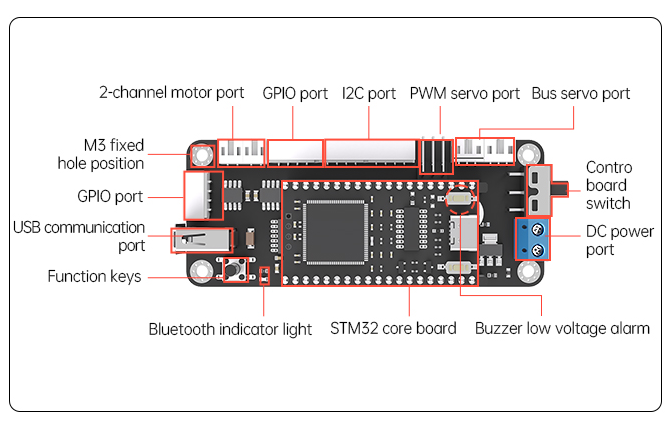 2-channel motor port
GPIO port
I2C port
PWM servo port
Bus servo port
M3 fixed
hole position
GPIO port
USB communication
port
Function keys
Contro
board
switch
DC power
port
Bluetooth indicator light
STM32 core board
Buzzer low voltage alarm